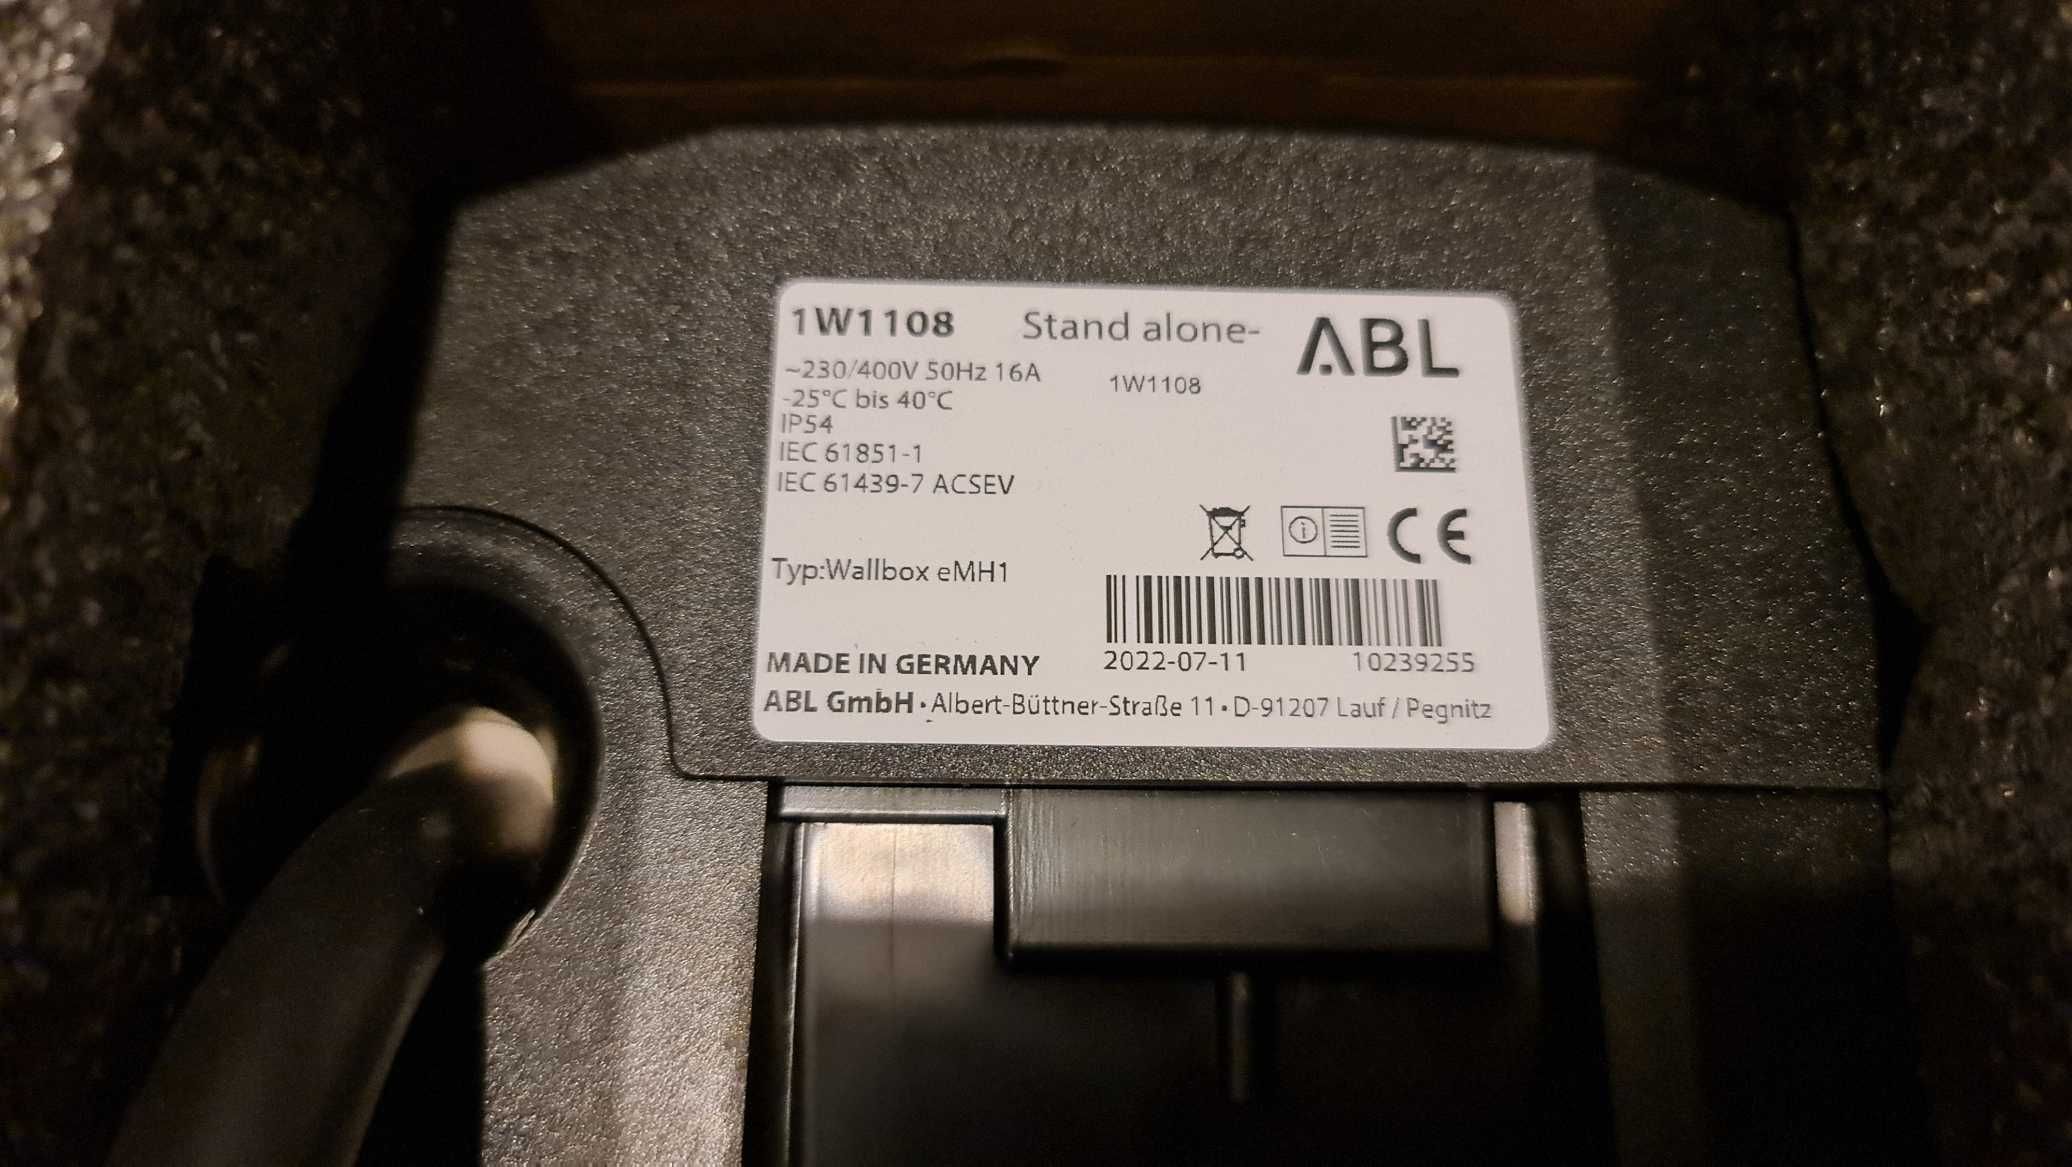 1W1108 Stand alone- ABL
~230/400V 50Hz 16A 1W1108
-25°C bis 40°C
IP54
IEC 61851-1
IEC 61439-7 ACSEV
CE
Typ:Wallbox eMH1
MADE IN GERMANY 2022-07-11 10239255
ABL GmbH • Albert-Büttner-Straße 11 • D-91207 Lauf / Pegnitz